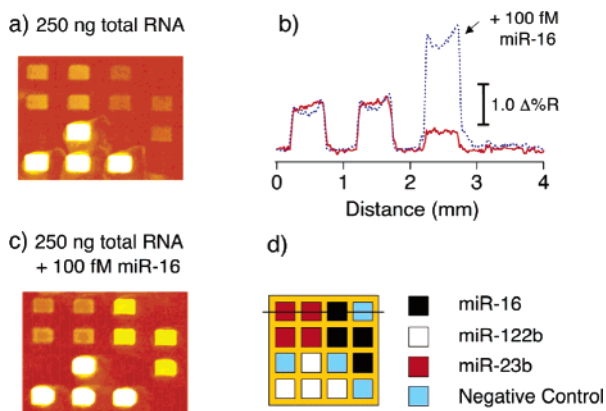 a) 250 ng total RNA
b)
+ 100 fM
miR-16
1.0 Δ%R
0 1 2 3 4
Distance (mm)
c) 250 ng total RNA
+ 100 fM miR-16
d)
miR-16
miR-122b
miR-23b
Negative Control